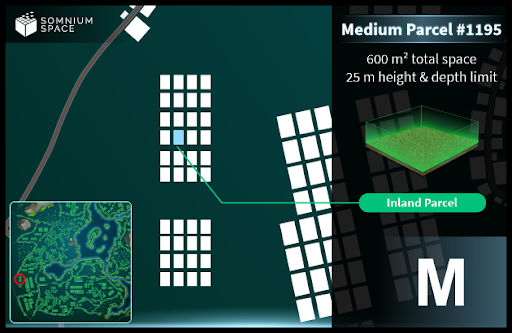 SOMNIUM
SPACE
Medium Parcel #1195
600 m² total space
25 m height & depth limit
Inland Parcel
M